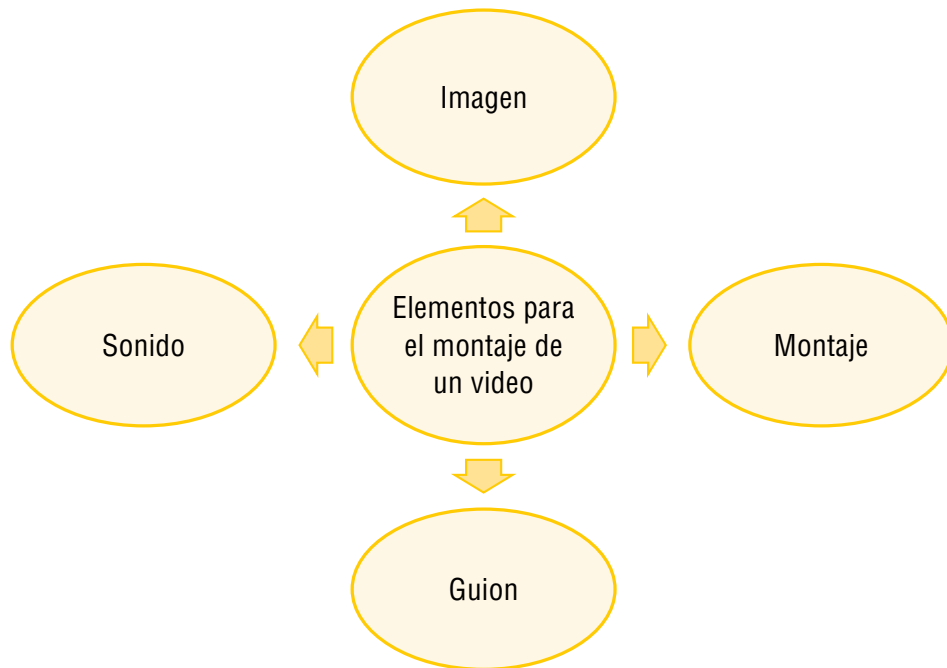 Imagen
Sonido
Elementos para
el montaje de
un video
Montaje
Guion